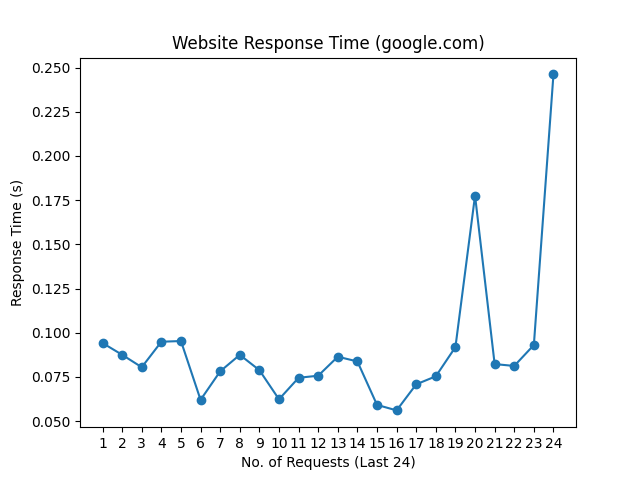 Website Response Time (google.com)
0.250
0.225
0.200
0.175
0.150
0.125
0.100
0.075
0.050
Response Time (s)
1 2 3 4 5 6 7 8 9 10 11 12 13 14 15 16 17 18 19 20 21 22 23 24
No. of Requests (Last 24)